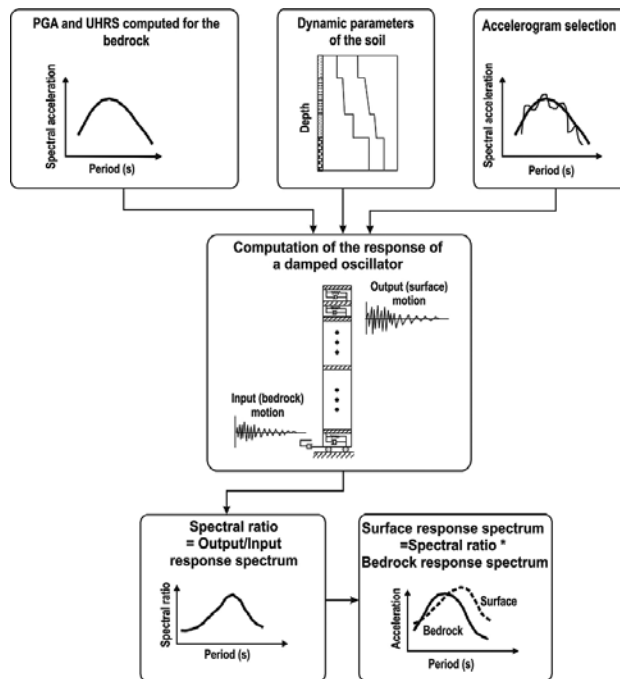 PGA and UHRS computed for the
bedrock
Spectral acceleration
Period (s)
Dynamic parameters
of the soil
Depth
Accelerogram selection
Spectral acceleration
Period (s)
Computation of the response of
a damped oscillator
Output (surface)
motion
Input (bedrock)
motion
Spectral ratio
= Output/Input
response spectrum
Spectral ratio
Period (s)
Surface response spectrum
=Spectral ratio *
Bedrock response spectrum
Acceleration
Surface
Bedrock
Period (s)